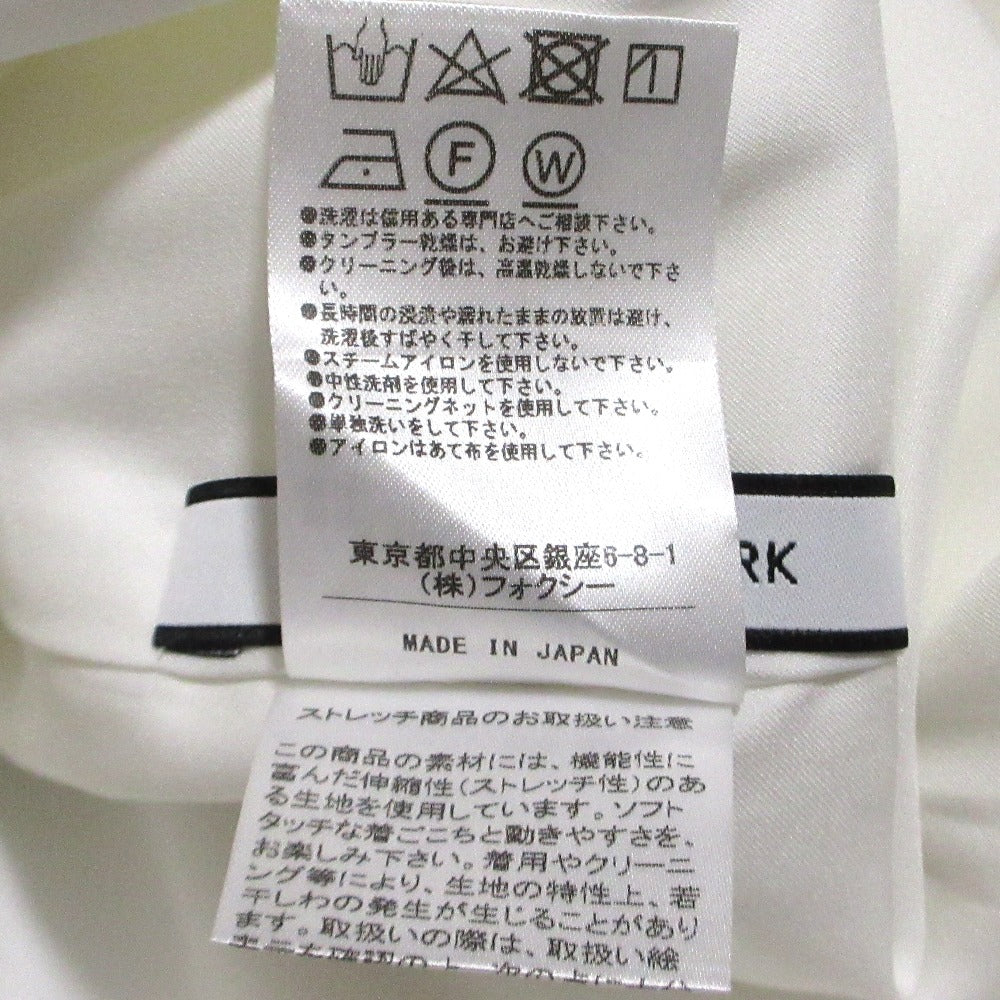 F W
●洗濯は信用ある専門店へご相談下さい。
●タンブラー乾燥は、お避け下さい。
●クリーニング後は、高温乾燥しないで下さ
い。
●長時間の浸漬や濡れたままの放置は避け、
洗濯後すばやく干して下さい。
●スチームアイロンを使用しないで下さい。
●中性洗剤を使用して下さい。
●クリーニングネットを使用して下さい。
●単独洗いをして下さい。
●アイロンはあて布を使用して下さい。
RK
東京都中央区銀座6-8-1
(株)フォクシー
MADE IN JAPAN
ストレッチ商品のお取扱い注意
この商品の素材には、機能性に
富んだ伸縮性(ストレッチ性)のあ
る生地を使用しています。ソフト
タッチな着ごこちと動きやすさを、
お楽しみ下さい。着用やクリーニ
ング等により、生地の特性上、若
干しわの発生が生じることがあり
ます。取扱いの際は、取扱い絵
表示を確認の上、次の点に十分